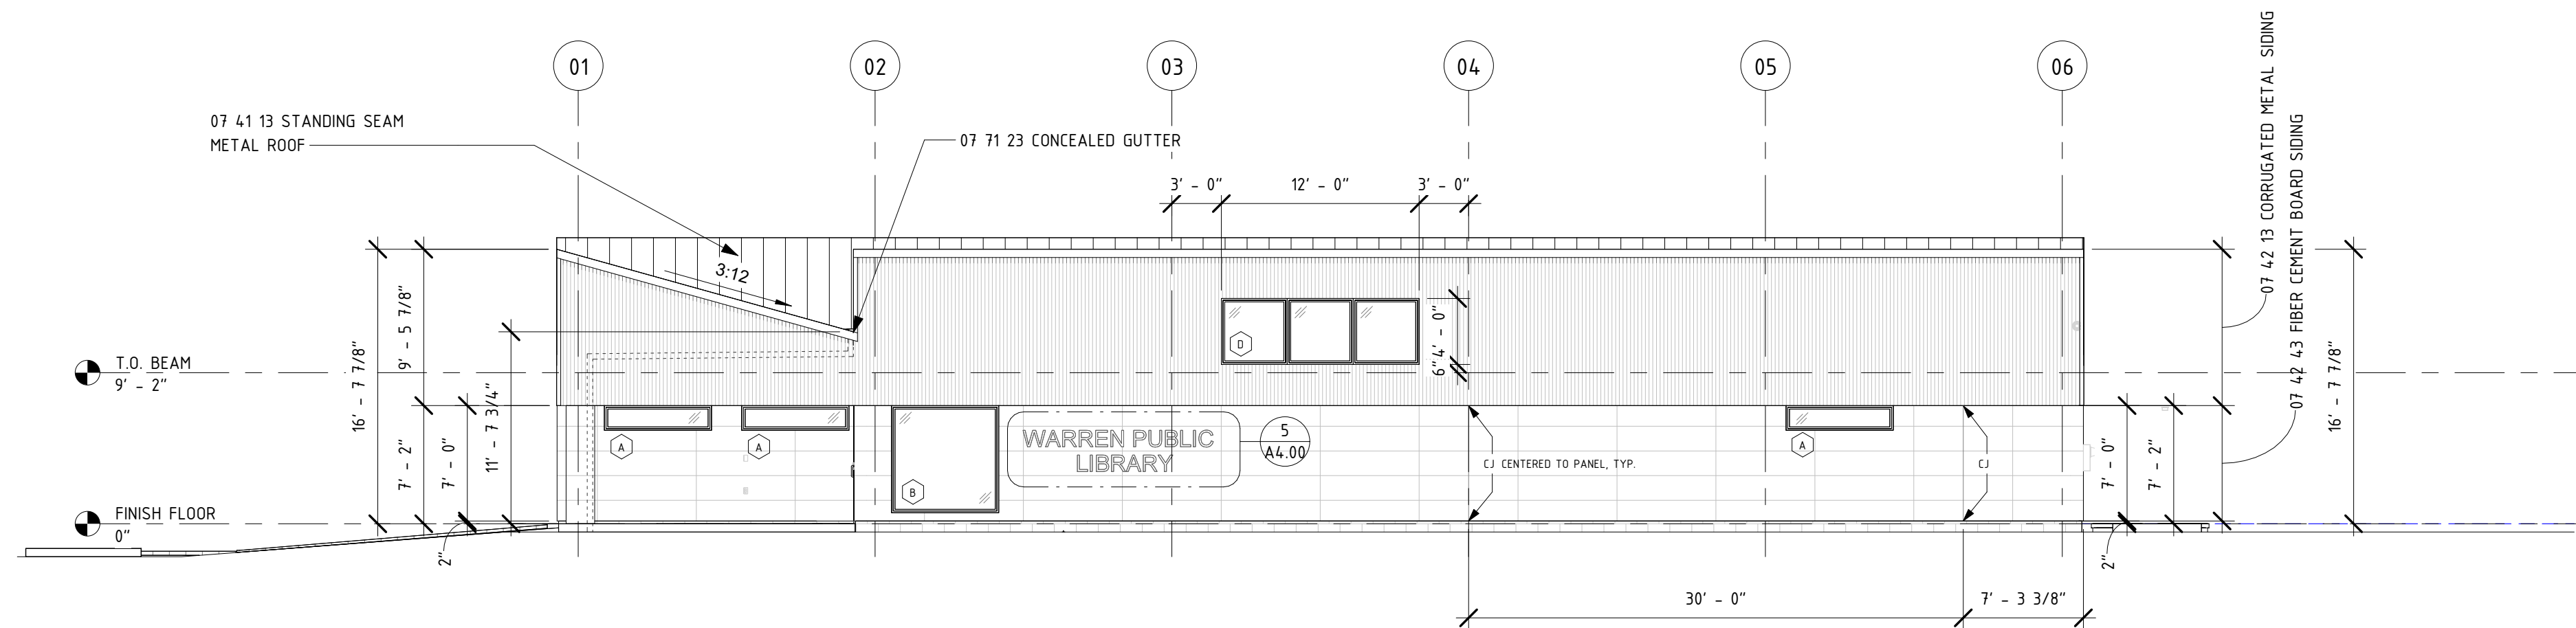 01
02
03
04
05
06
07 41 13 STANDING SEAM
METAL ROOF
07 71 23 CONCEALED GUTTER
3' - 0"
12' - 0"
3' - 0"
07 42 13 CORRUGATED METAL SIDING
07 42 43 FIBER CEMENT BOARD SIDING
3:12
T.O. BEAM
9' - 2"
16' - 7 7/8"
9' - 5 7/8"
11' - 7 3/4"
7' - 2"
7' - 0"
2"
D
4' - 0"
6"
A
A
B
WARREN PUBLIC
LIBRARY
5
A4.00
CJ CENTERED TO PANEL, TYP.
A
CJ
7' - 0"
7' - 2"
2"
16' - 7 7/8"
FINISH FLOOR
0"
30' - 0"
7' - 3 3/8"